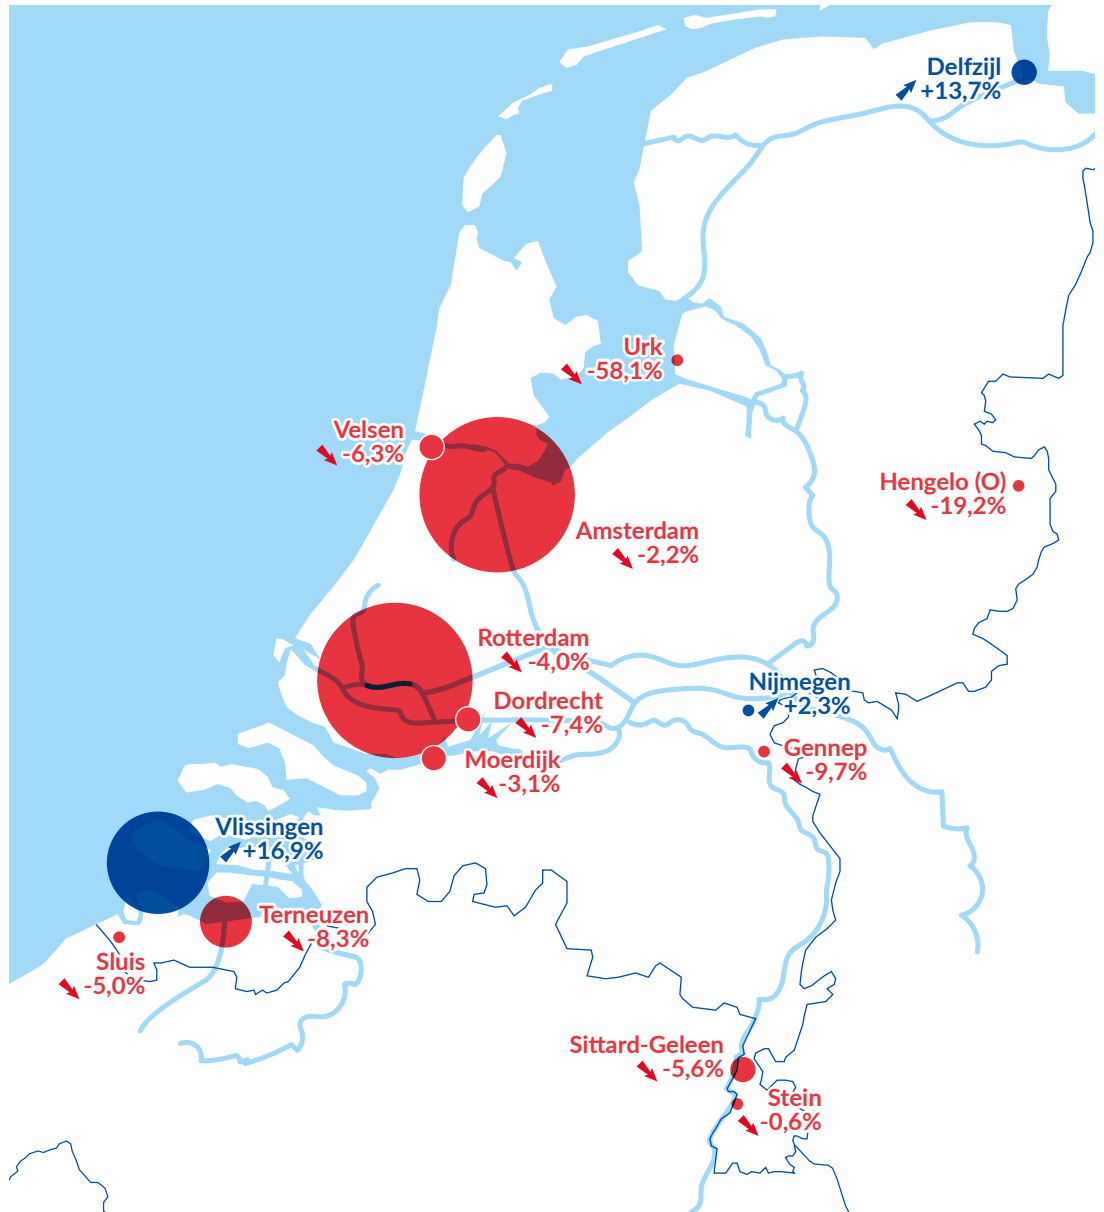 Delfzijl
+13,7%
Urk
-58,1%
Velsen
-6,3%
Hengelo (O)
-19,2%
Amsterdam
-2,2%
Rotterdam
-4,0%
Nijmegen
+2,3%
Dordrecht
-7,4%
Gennep
-9,7%
Moerdijk
-3,1%
Vlissingen
+16,9%
Terneuzen
-8,3%
Sluis
-5,0%
Sittard-Geleen
-5,6%
Stein
-0,6%